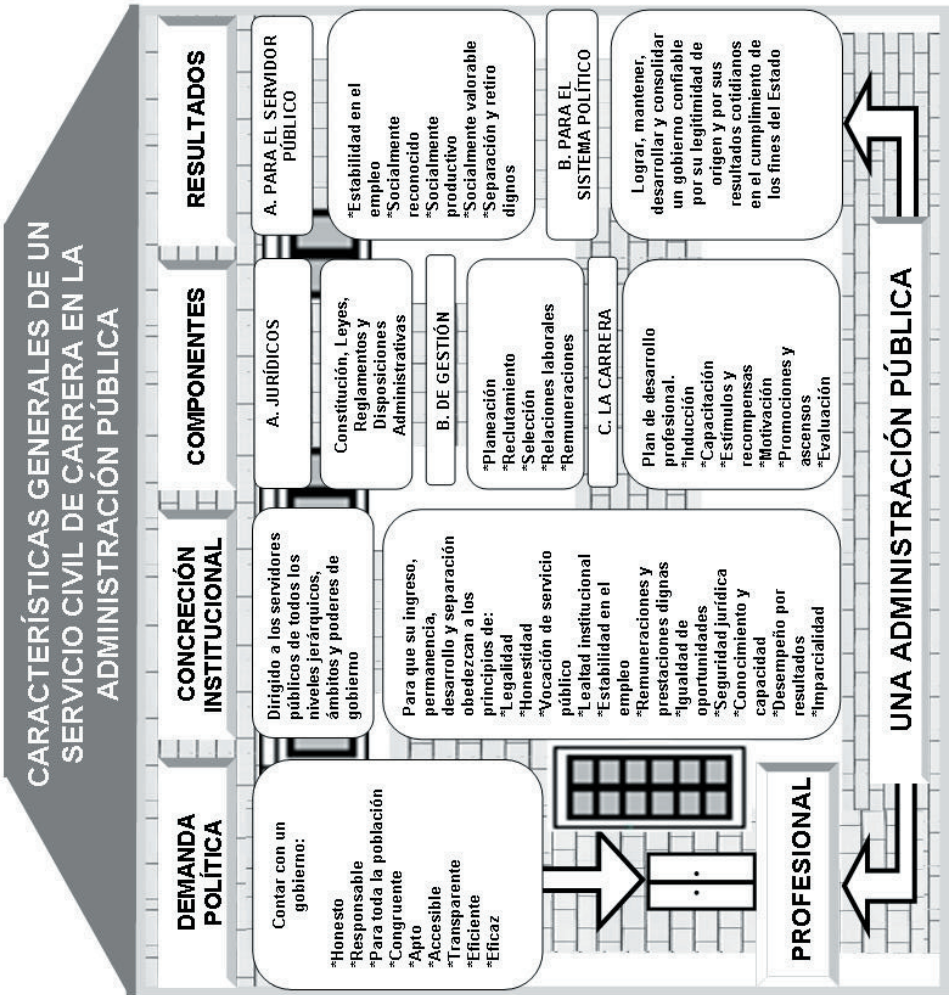 CARACTERÍSTICAS GENERALES DE UN
SERVICIO CIVIL DE CARRERA EN LA
ADMINISTRACIÓN PÚBLICA
DEMANDA
POLÍTICA
Contar con un
gobierno:
*Honesto
*Responsable
*Para toda la población
*Congruente
*Apto
*Accesible
*Transparente
*Eficiente
*Eficaz
PROFESIONAL
CONCRECIÓN
INSTITUCIONAL
Dirigido a los servidores
públicos de todos los
niveles jerárquicos,
ámbitos y poderes de
gobierno
Para que su ingreso,
permanencia,
desarrollo y separación
obedezcan a los
principios de:
*Legalidad
*Honestidad
*Vocación de servicio
público
*Lealtad institucional
*Estabilidad en el
empleo
*Remuneraciones y
prestaciones dignas
*Igualdad de
oportunidades
*Seguridad jurídica
*Conocimiento y
capacidad
*Desempeño por
resultados
*Imparcialidad
COMPONENTES
A. JURÍDICOS
Constitución, Leyes,
Reglamentos y
Disposiciones
Administrativas
B. DE GESTIÓN
*Planeación
*Reclutamiento
*Selección
*Relaciones laborales
*Remuneraciones
C. LA CARRERA
Plan de desarrollo
profesional.
*Inducción
*Capacitación
*Estímulos y
recompensas
*Motivación
*Promociones y
ascensos
*Evaluación
RESULTADOS
A. PARA EL SERVIDOR
PÚBLICO
*Estabilidad en el
empleo
*Socialmente
reconocido
*Socialmente
productivo
*Socialmente valorable
*Separación y retiro
dignos
B. PARA EL
SISTEMA POLÍTICO
Lograr, mantener,
desarrollar y consolidar
un gobierno confiable
por su legitimidad de
origen y por sus
resultados cotidianos
en el cumplimiento de
los fines del Estado
UNA ADMINISTRACIÓN PÚBLICA